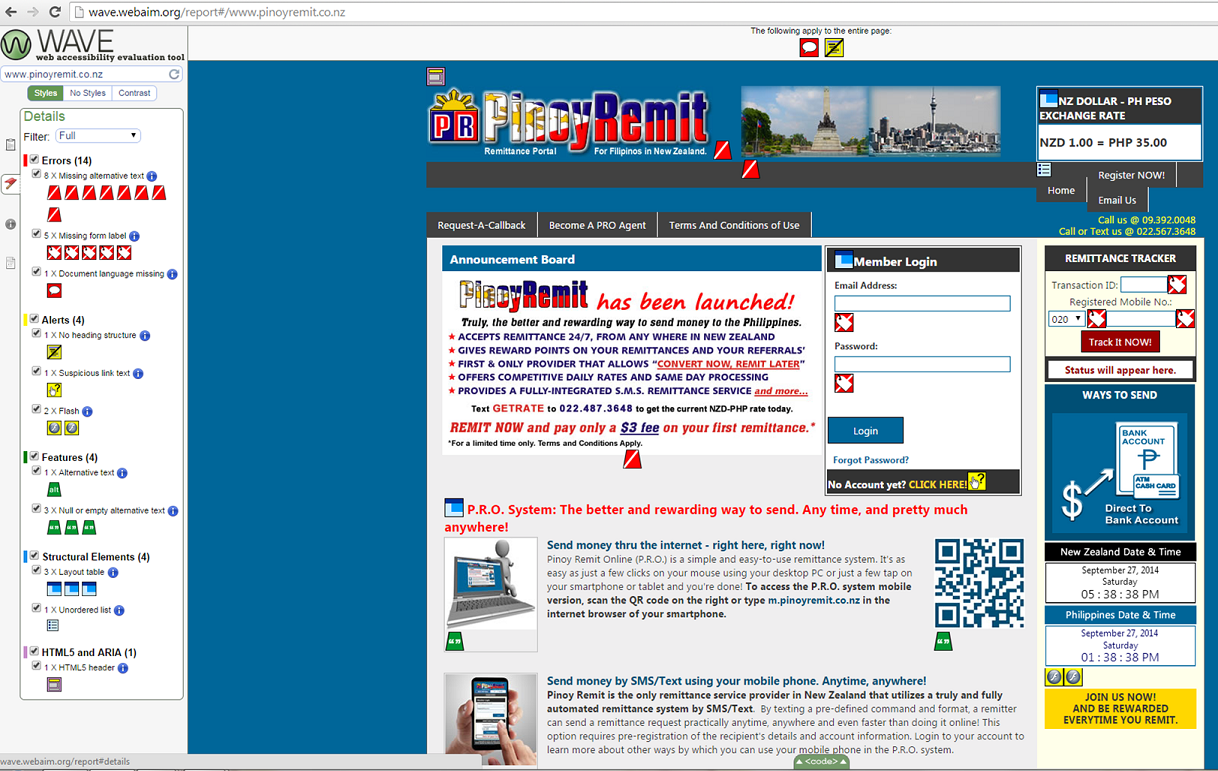 wave.webaim.org/report#/www.pinoyremit.co.nz
WAVE
web accessibility evaluation tool
www.pinoyremit.co.nz
Styles No Styles Contrast
Details
Filter: Full
Errors (14)
8 X Missing alternative text
5 X Missing form label
1 X Document language missing
Alerts (4)
1 X No heading structure
1 X Suspicious link text
2 X Flash
Features (4)
1 X Alternative text
alt
3 X Null or empty alternative text
Structural Elements (4)
3 X Layout table
1 X Unordered list
HTML5 and ARIA (1)
1 X HTML5 header
wave.webaim.org/report#details
The following apply to the entire page:
PR PinoyRemit
Remittance Portal For Filipinos in New Zealand.
NZ DOLLAR - PH PESO
EXCHANGE RATE
NZD 1.00 = PHP 35.00
Home
Register NOW!
Email Us
Call us @ 09.392.0048
Call or Text us @ 022.567.3648
Request-A-Callback Become A PRO Agent Terms And Conditions of Use
Announcement Board
PinoyRemit has been launched!
Truly, the better and rewarding way to send money to the Philippines.
★ ACCEPTS REMITTANCE 24/7, FROM ANY WHERE IN NEW ZEALAND
★ GIVES REWARD POINTS ON YOUR REMITTANCES AND YOUR REFERRALS'
★ FIRST & ONLY PROVIDER THAT ALLOWS “CONVERT NOW, REMIT LATER”
★ OFFERS COMPETITIVE DAILY RATES AND SAME DAY PROCESSING
★ PROVIDES A FULLY-INTEGRATED S.M.S. REMITTANCE SERVICE and more...
Text GETRATE to 022.487.3648 to get the current NZD-PHP rate today.
REMIT NOW and pay only a $3 fee on your first remittance.*
*For a limited time only. Terms and Conditions Apply.
Member Login
Email Address:
Password:
Login
Forgot Password?
No Account yet? CLICK HERE!
REMITTANCE TRACKER
Transaction ID:
Registered Mobile No.:
020
Track It NOW!
Status will appear here.
WAYS TO SEND
BANK
ACCOUNT
₱
ATM
CASH CARD
$
Direct To
Bank Account
New Zealand Date & Time
September 27, 2014
Saturday
05 : 38 : 38 PM
Philippines Date & Time
September 27, 2014
Saturday
01 : 38 : 38 PM
JOIN US NOW!
AND BE REWARDED
EVERYTIME YOU REMIT.
P.R.O. System: The better and rewarding way to send. Any time, and pretty much
anywhere!
Send money thru the internet - right here, right now!
Pinoy Remit Online (P.R.O.) is a simple and easy-to-use remittance system. It's as
easy as just a few clicks on your mouse using your desktop PC or just a few tap on
your smartphone or tablet and you're done! To access the P.R.O. system mobile
version, scan the QR code on the right or type m.pinoyremit.co.nz in the
internet browser of your smartphone.
Send money by SMS/Text using your mobile phone. Anytime, anywhere!
Pinoy Remit is the only remittance service provider in New Zealand that utilizes a truly and fully
automated remittance system by SMS/Text. By texting a pre-defined command and format, a remitter
can send a remittance request practically anytime, anywhere and even faster than doing it online! This
option requires pre-registration of the recipient's details and account information. Login to your account to
learn more about other ways by which you can use your mobile phone in the P.R.O. system.
<code>